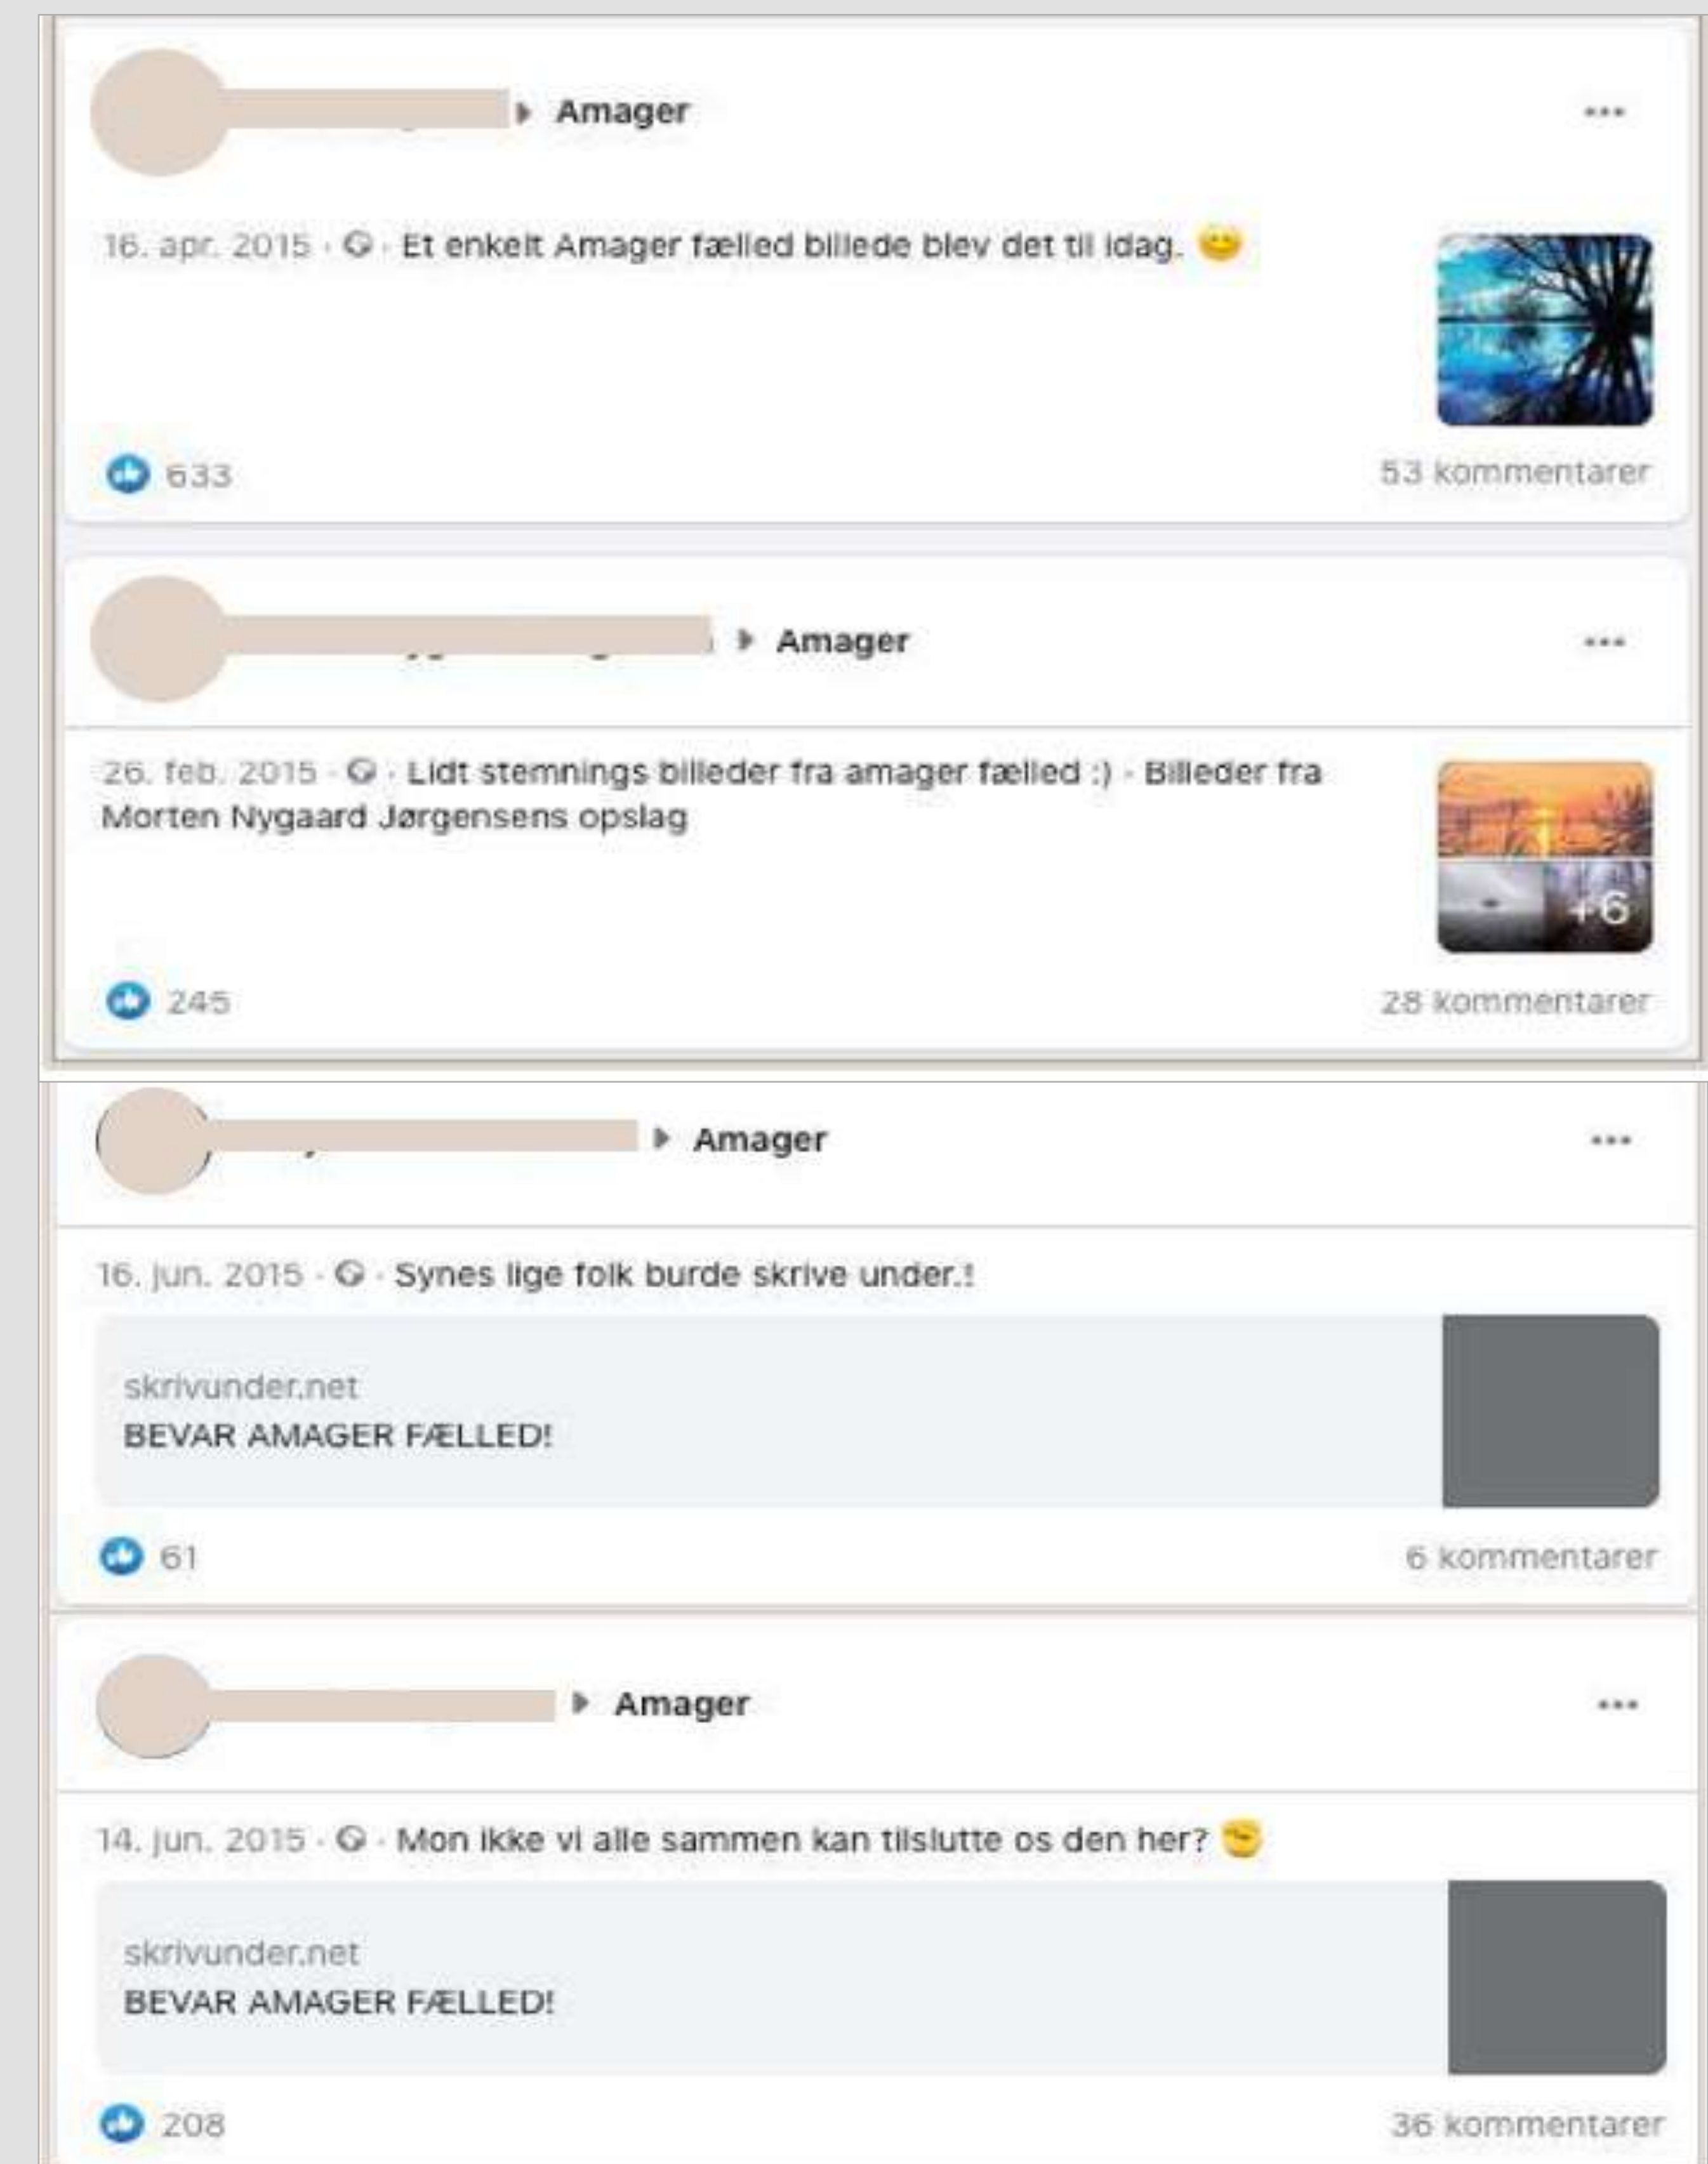 Amager
16. apr. 2015 · Et enkelt Amager fælled billede blev det til idag. 😊
633
53 kommentarer
Amager
26. feb. 2015 · Lidt stemnings billeder fra amager fælled :) - Billeder fra
Morten Nygaard Jørgensens opslag
+6
245
28 kommentarer
Amager
16. jun. 2015 · Synes lige folk burde skrive under.!
skrivunder.net
BEVAR AMAGER FÆLLED!
61
6 kommentarer
Amager
14. jun. 2015 · Mon ikke vi alle sammen kan tilslutte os den her?
skrivunder.net
BEVAR AMAGER FÆLLED!
208
36 kommentarer